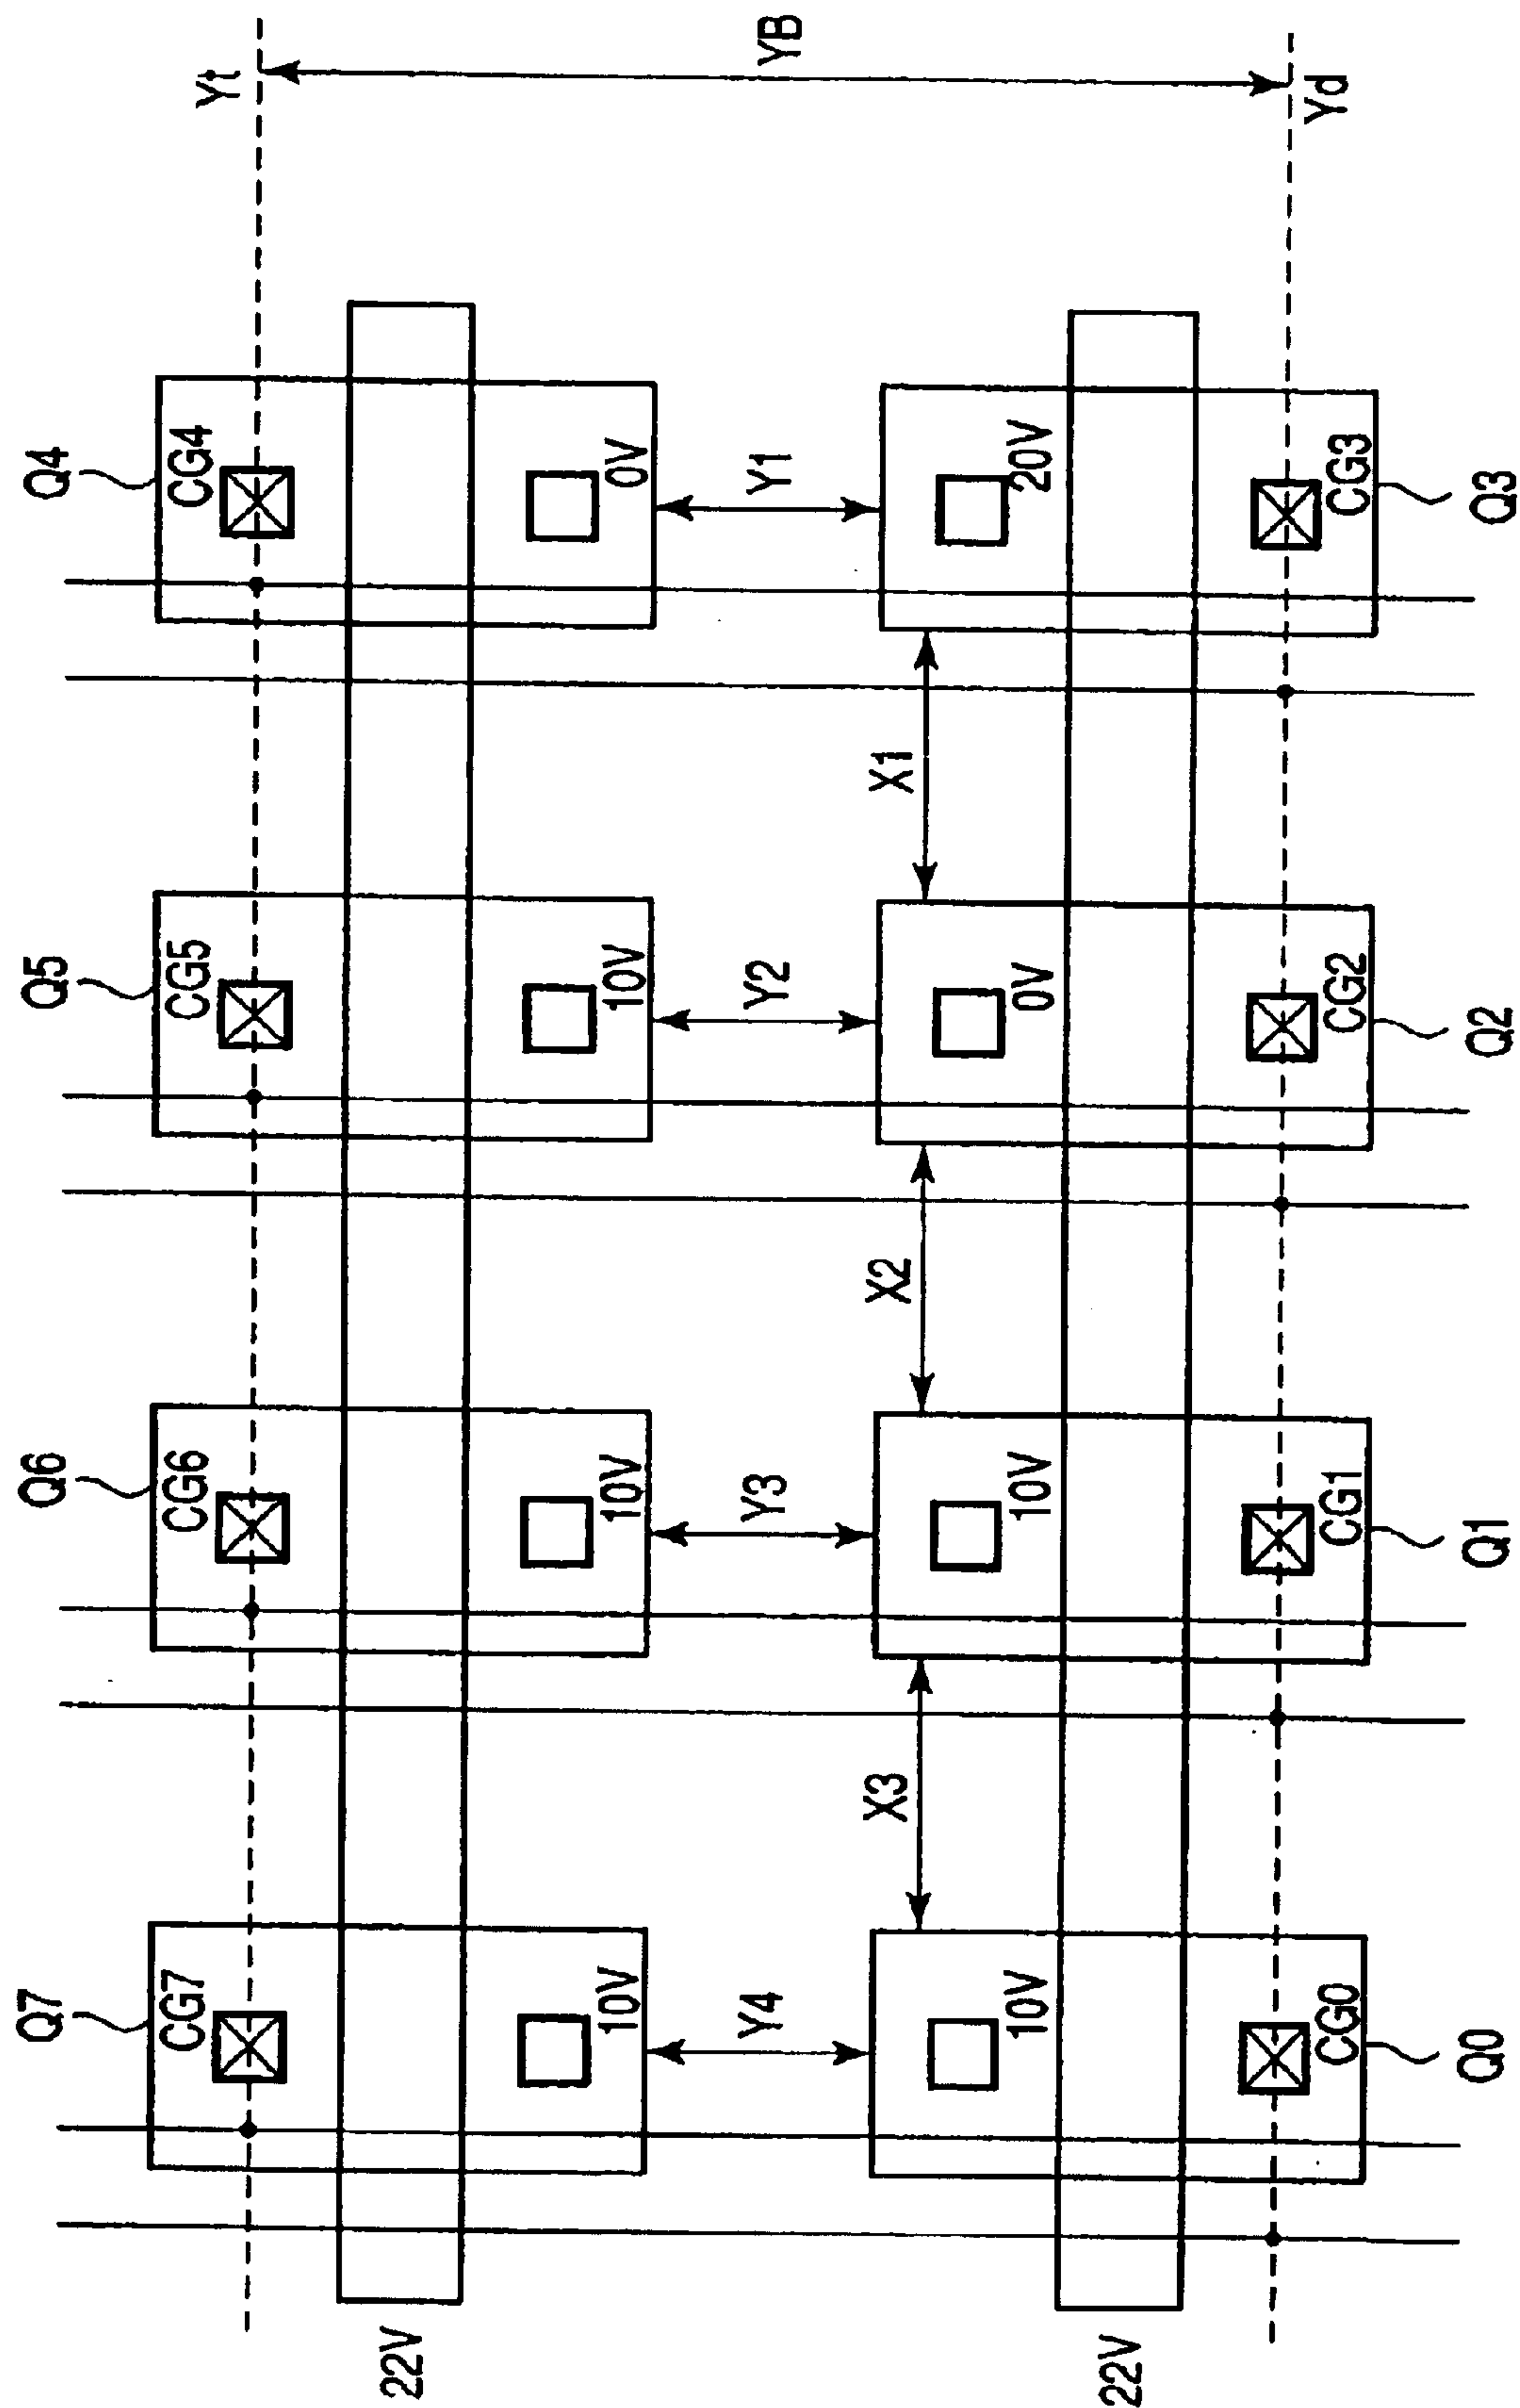 Q7 Q6 Q5 Q4
CG7 CG6 CG5 CG4 Yt
22V
10V 10V 10V 0V
Y4 Y3 Y2 Y1 YB
X3 X2 X1
10V 10V 0V 20V
22V
CG0 CG1 CG2 CG3 Yd
Q0 Q1 Q2 Q3